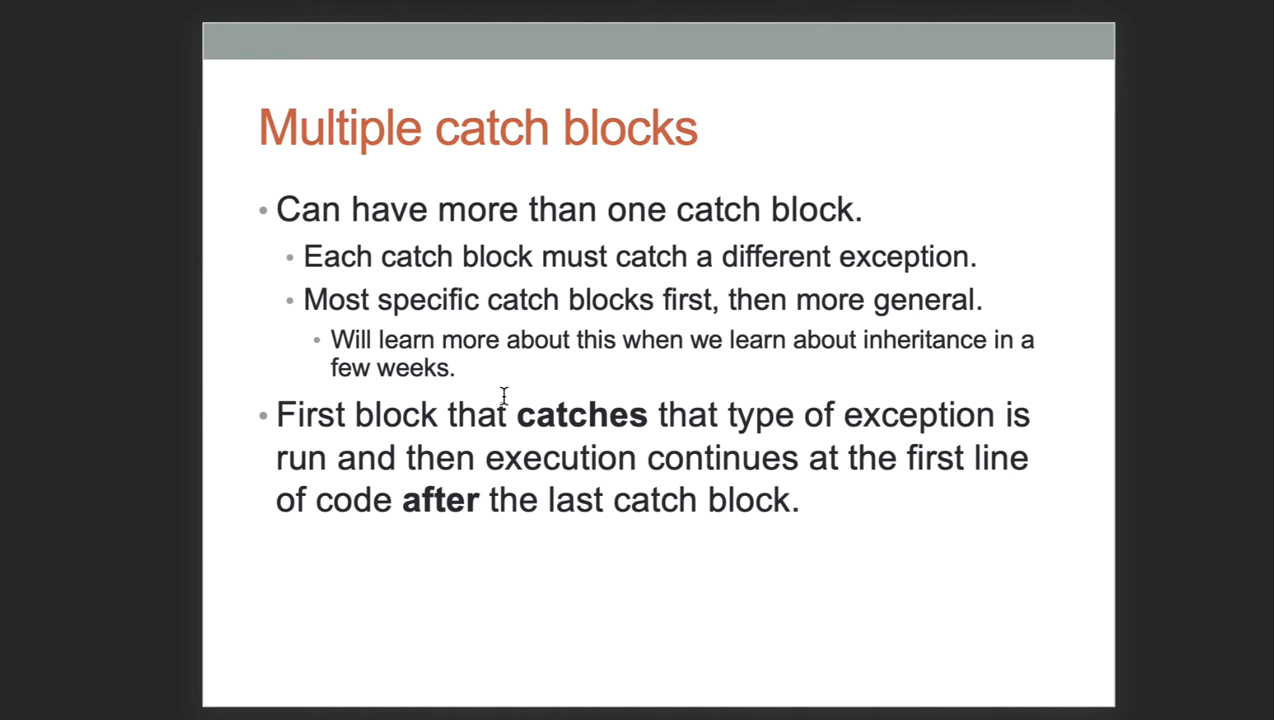 Multiple catch blocks
• Can have more than one catch block.
• Each catch block must catch a different exception.
• Most specific catch blocks first, then more general.
• Will learn more about this when we learn about inheritance in a
few weeks.
• First block that catches that type of exception is
run and then execution continues at the first line
of code after the last catch block.